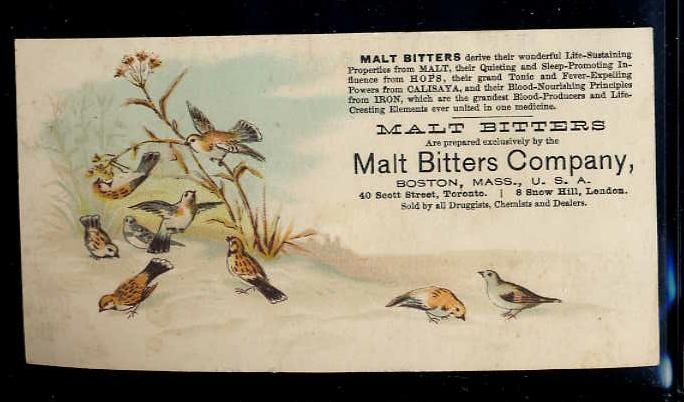 MALT BITTERS derive their wonderful Life-Sustaining
Properties from MALT, their Quieting and Sleep-Promoting In-
fluence from HOPS, their grand Tonic and Fever-Expelling
Powers from CALISAYA, and their Blood-Nourishing Principles
from IRON, which are the grandest Blood-Producers and Life-
Creating Elements ever united in one medicine.
MALT BITTERS
Are prepared exclusively by the
Malt Bitters Company,
BOSTON, MASS., U. S. A.
40 Scott Street, Toronto. | 8 Snow Hill, London.
Sold by all Druggists, Chemists and Dealers.